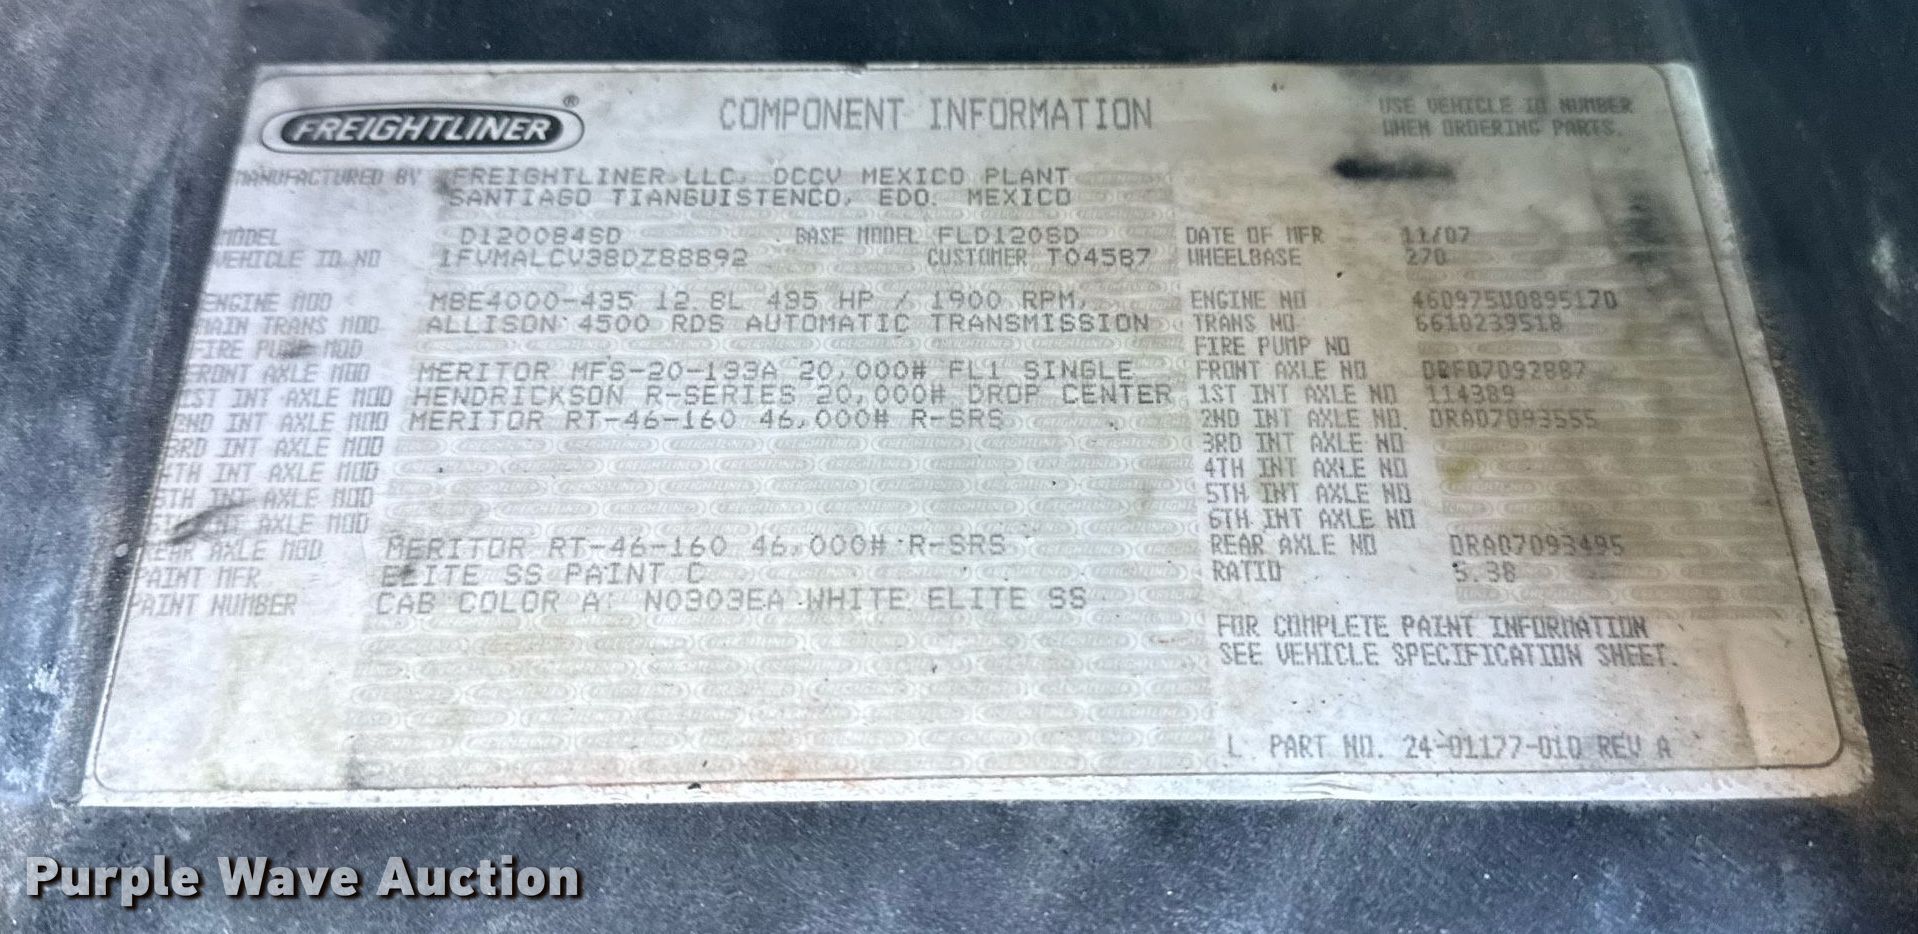 FREIGHTLINER ®
COMPONENT INFORMATION
USE VEHICLE ID NUMBER
WHEN ORDERING PARTS.
MANUFACTURED BY FREIGHTLINER LLC, DCCV MEXICO PLANT
SANTIAGO TIANGUISTENCO, EDO. MEXICO
MODEL D120084SD BASE MODEL FLD120SD DATE OF MFR 11/07
VEHICLE ID NO 1FVMALCV38DZ88892 CUSTOMER T04587 WHEELBASE 270
ENGINE MOD MBE4000-435 12.8L 435 HP / 1900 RPM, ENGINE NO 460975U0895170
MAIN TRANS MOD ALLISON 4500 RDS AUTOMATIC TRANSMISSION TRANS NO 6610239518
FIRE PUMP MOD FIRE PUMP NO
FRONT AXLE MOD MERITOR MFS-20-133A 20,000# FL1 SINGLE FRONT AXLE NO DRF07092887
1ST INT AXLE MOD HENDRICKSON R-SERIES 20,000# DROP CENTER 1ST INT AXLE NO 114389
2ND INT AXLE MOD MERITOR RT-46-160 46,000# R-SRS 2ND INT AXLE NO. DRA07093555
3RD INT AXLE MOD 3RD INT AXLE NO
4TH INT AXLE MOD 4TH INT AXLE NO
5TH INT AXLE MOD 5TH INT AXLE NO
INT AXLE MOD 6TH INT AXLE NO
REAR AXLE MOD MERITOR RT-46-160 46,000# R-SRS REAR AXLE NO DRA07093495
PAINT MFR ELITE SS PAINT C RATIO 5.38
PAINT NUMBER CAB COLOR A: N0303EA WHITE ELITE SS
FOR COMPLETE PAINT INFORMATION
SEE VEHICLE SPECIFICATION SHEET.
L PART NO. 24-01177-010 REV A
Purple Wave Auction